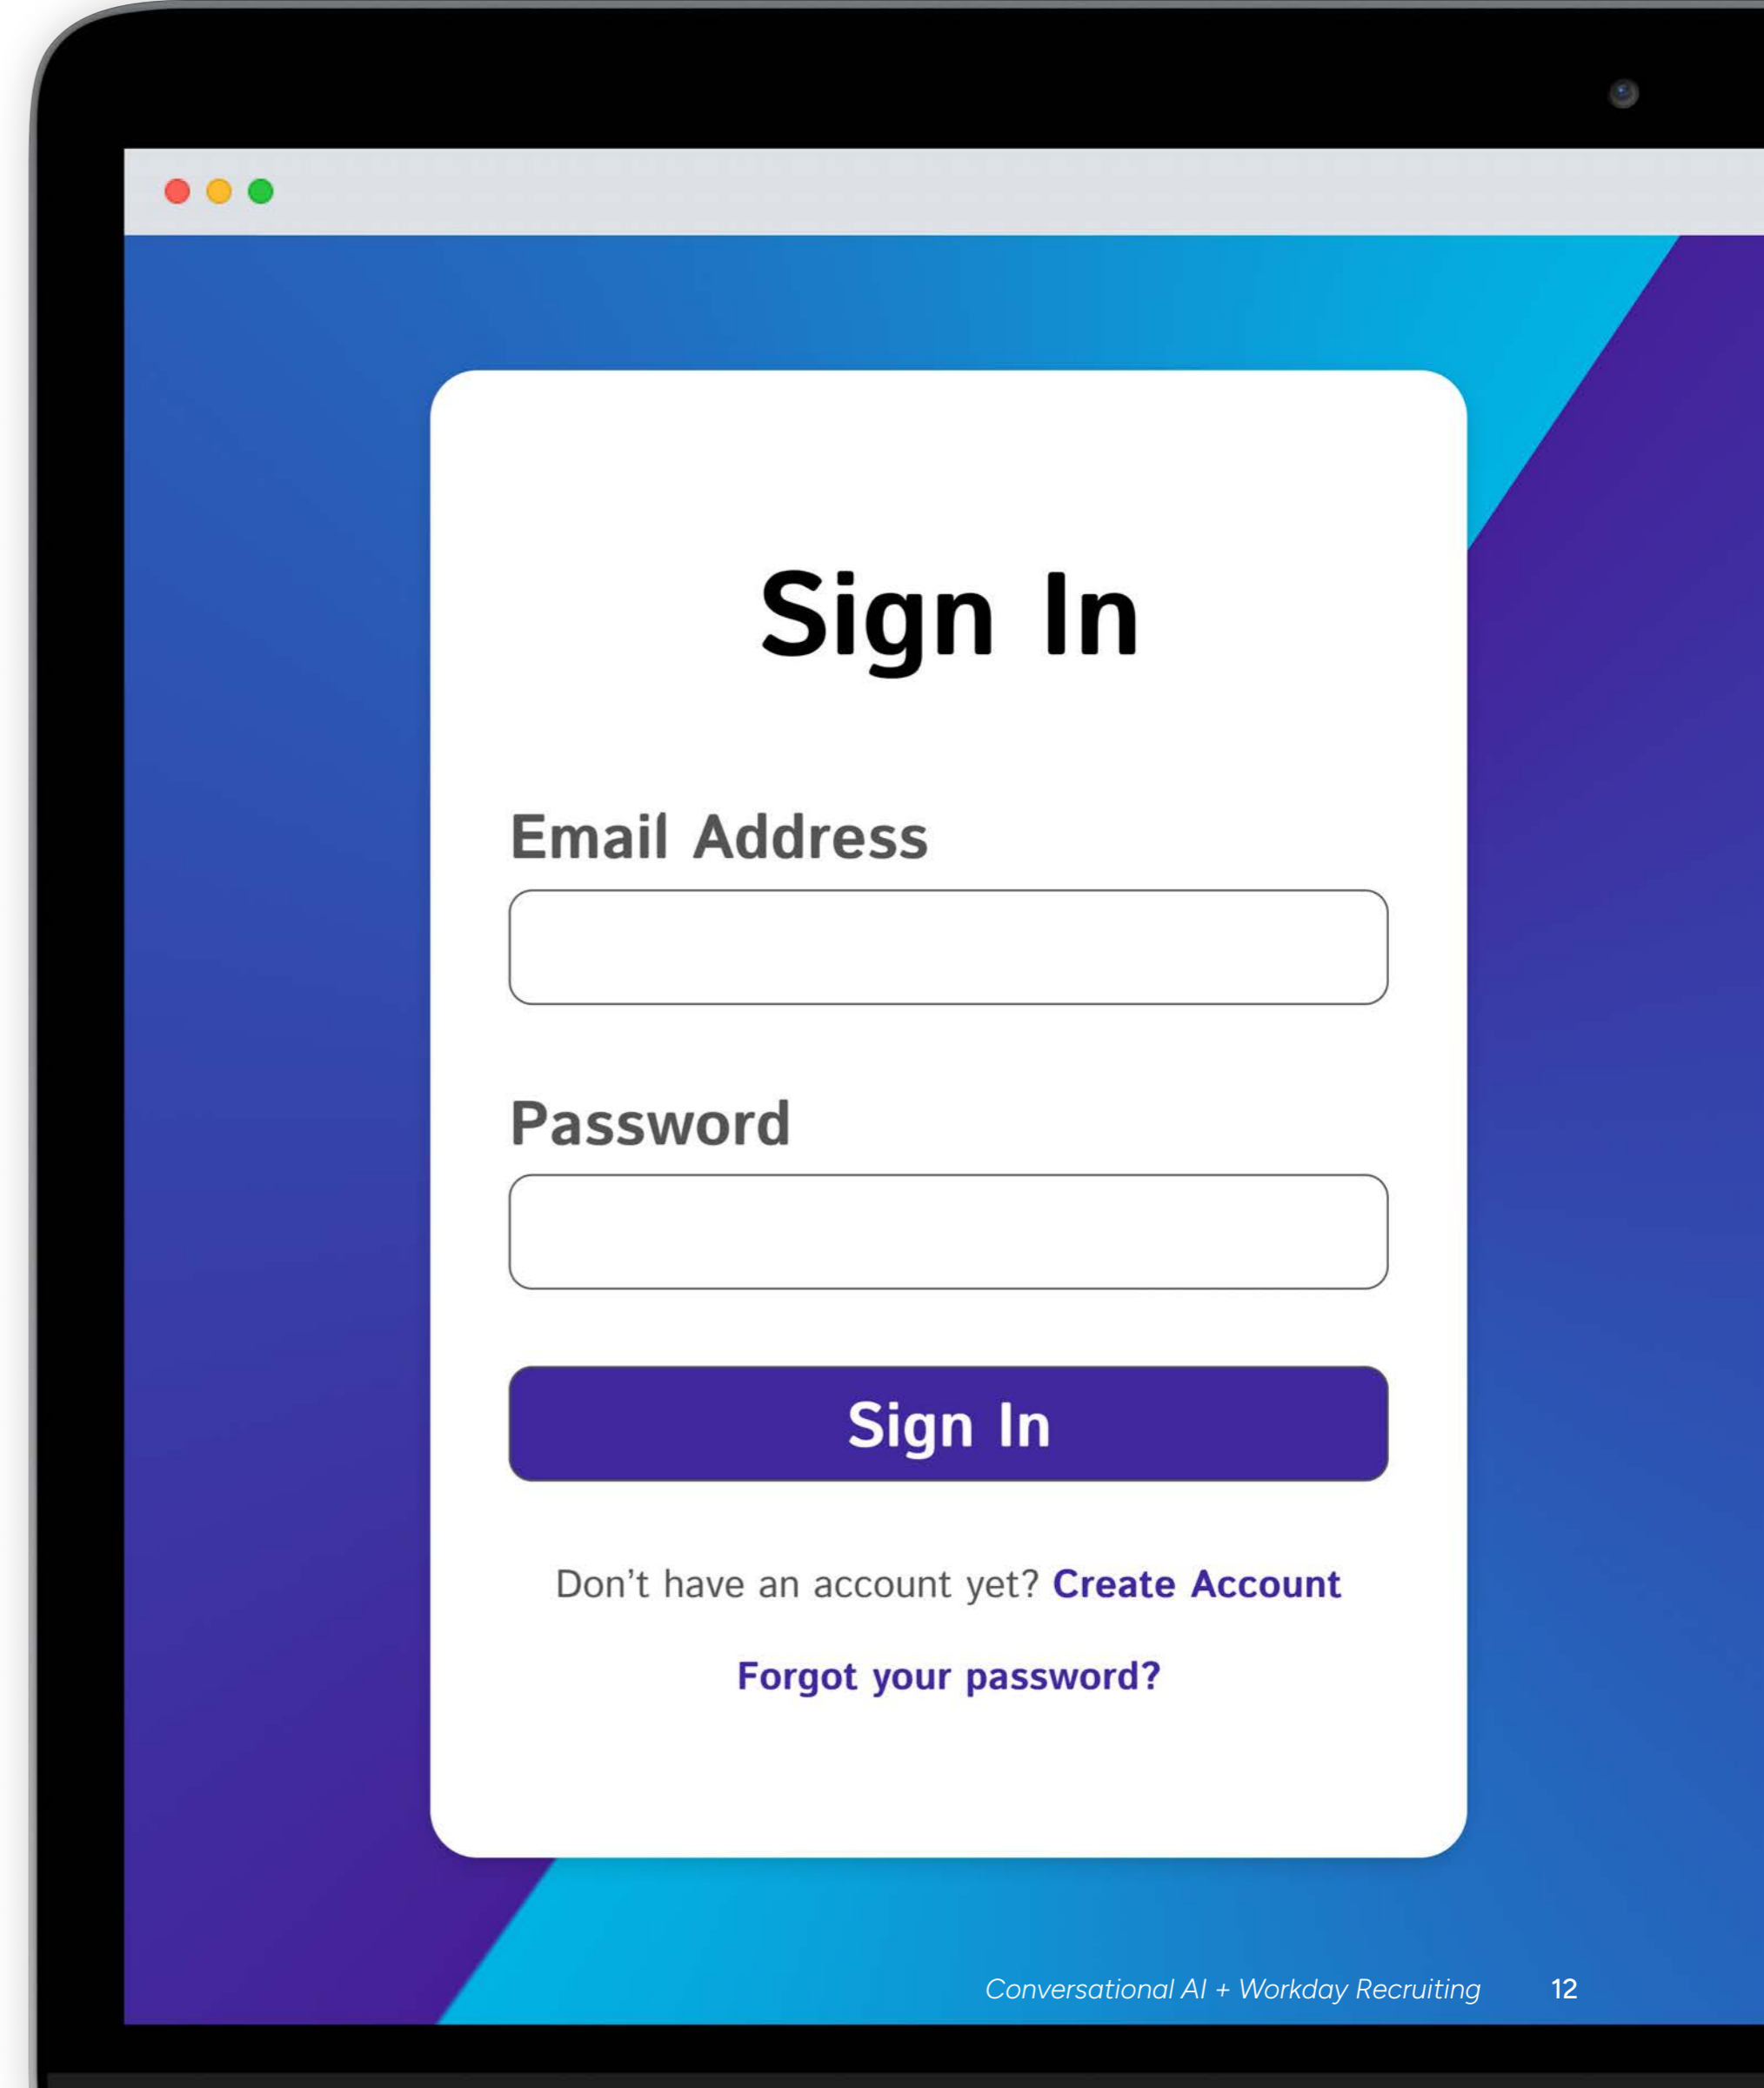 Sign In
Email Address
Password
Sign In
Don’t have an account yet? Create Account
Forgot your password?
Conversational AI + Workday Recruiting 12